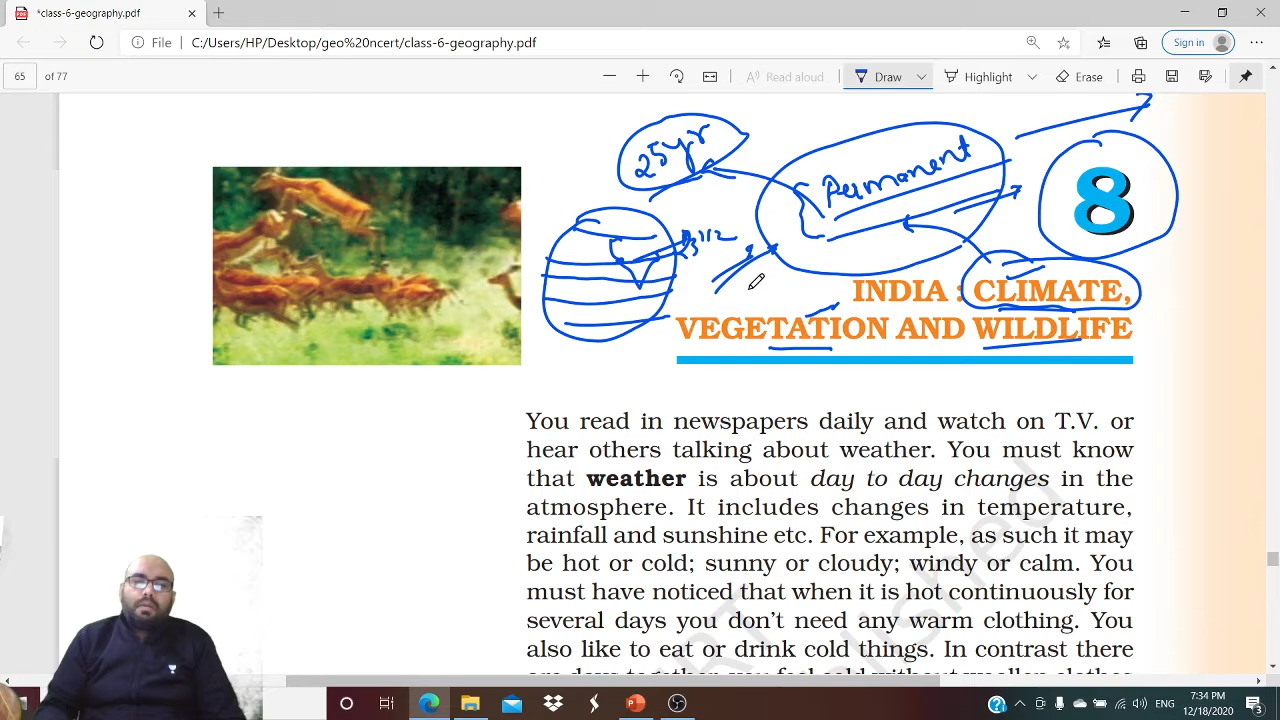 *class-6-geography.pdf
File
C:/Users/HP/Desktop/geo%20ncert/class-6-geography.pdf
Sign in
65 of 77
Read aloud
Draw
Highlight
Erase
25yr
Permanent
8
INDIA : CLIMATE,
VEGETATION AND WILDLIFE
You read in newspapers daily and watch on T.V. or
hear others talking about weather. You must know
that weather is about day to day changes in the
atmosphere. It includes changes in temperature,
rainfall and sunshine etc. For example, as such it may
be hot or cold; sunny or cloudy; windy or calm. You
must have noticed that when it is hot continuously for
several days you don't need any warm clothing. You
also like to eat or drink cold things. In contrast there
7:34 PM
ENG
12/18/2020
3